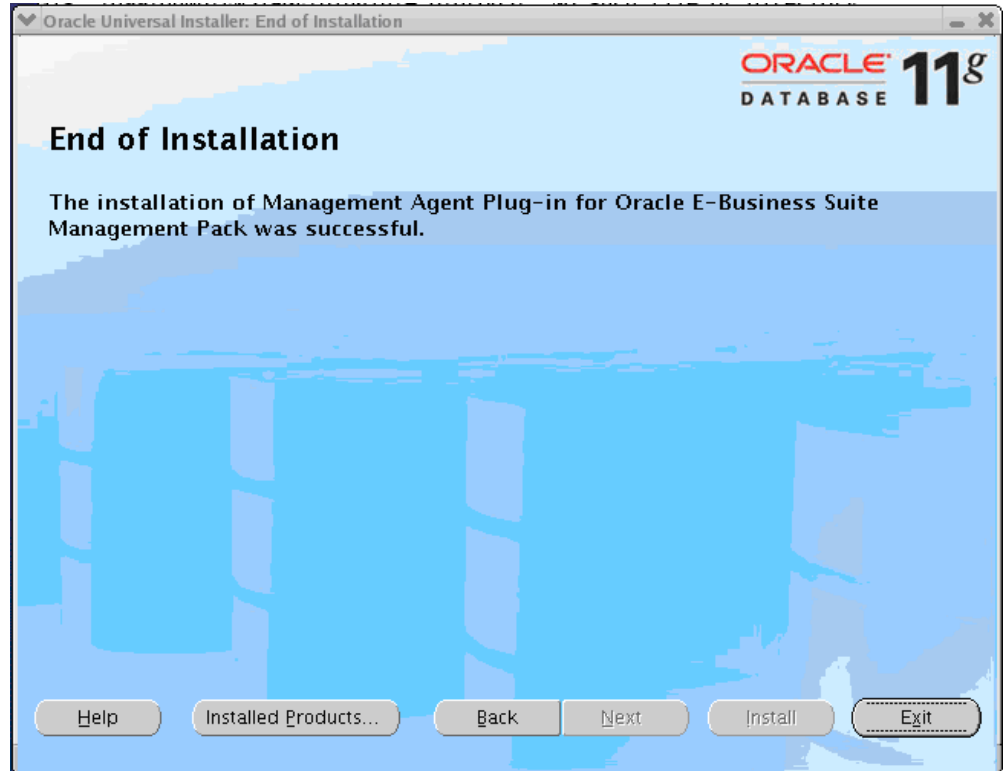 Oracle Universal Installer: End of Installation
ORACLE 11g
DATABASE
End of Installation
The installation of Management Agent Plug-in for Oracle E-Business Suite
Management Pack was successful.
Help Installed Products... Back Next Install Exit